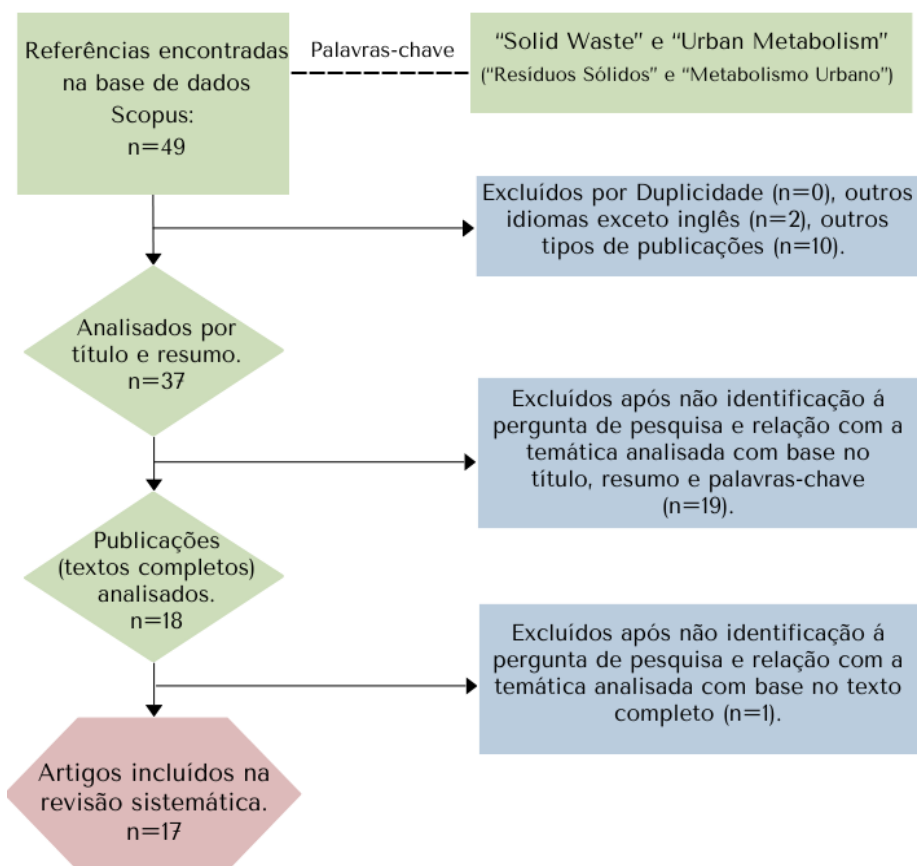 Referências encontradas
na base de dados
Scopus:
n=49
Palavras-chave
“Solid Waste” e “Urban Metabolism”
(“Resíduos Sólidos” e “Metabolismo Urbano”)
Excluídos por Duplicidade (n=0), outros
idiomas exceto inglês (n=2), outros
tipos de publicações (n=10).
Analisados por
título e resumo.
n=37
Excluídos após não identificação á
pergunta de pesquisa e relação com a
temática analisada com base no
título, resumo e palavras-chave
(n=19).
Publicações
(textos completos)
analisados.
n=18
Excluídos após não identificação á
pergunta de pesquisa e relação com a
temática analisada com base no texto
completo (n=1).
Artigos incluídos na
revisão sistemática.
n=17